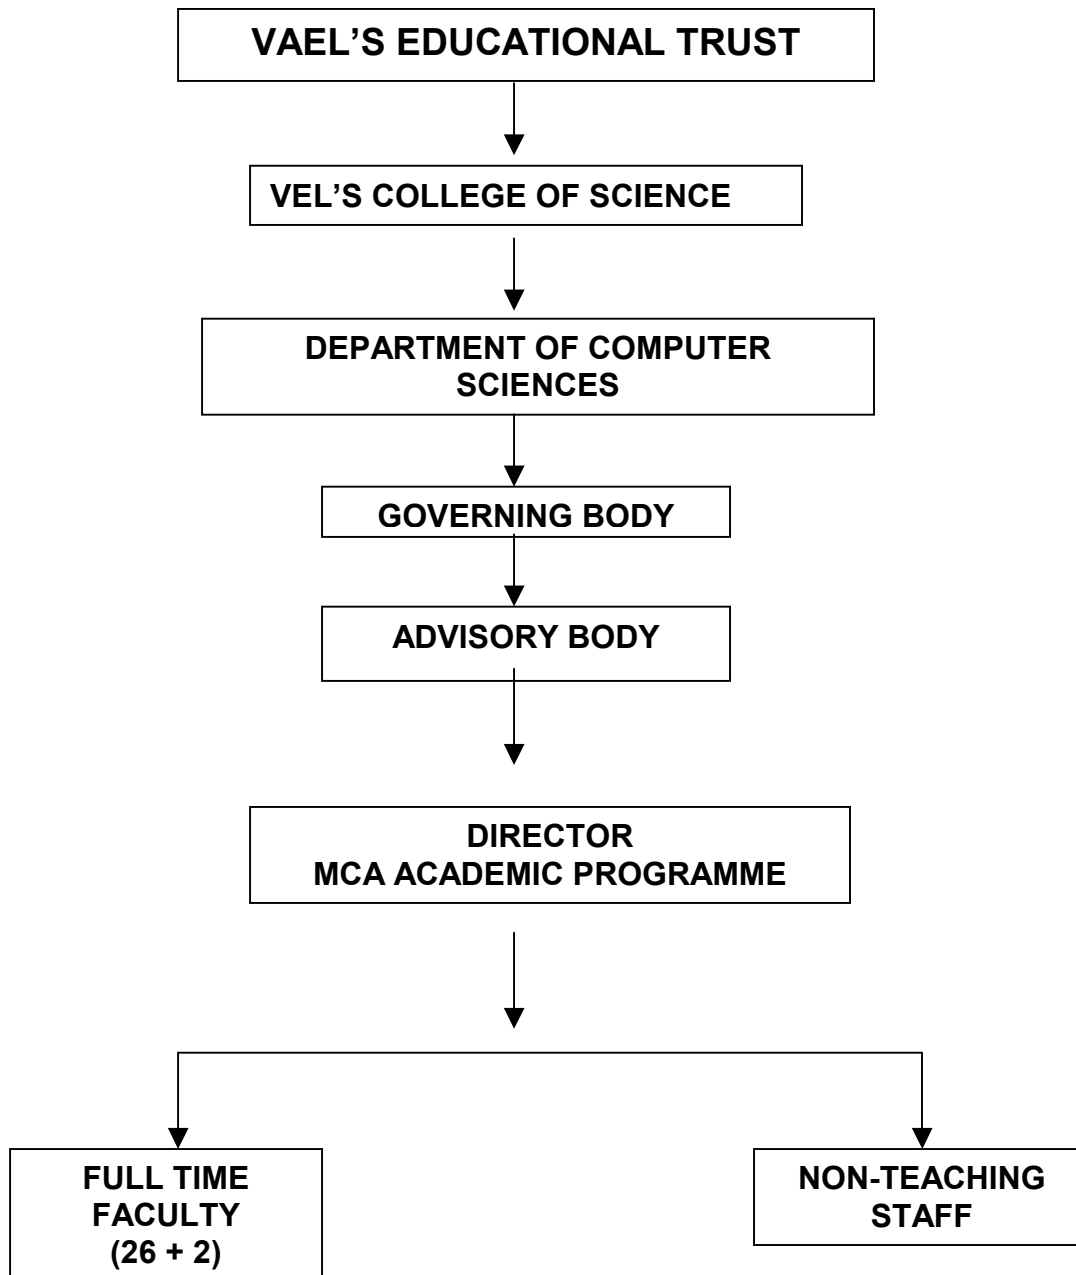 VAEL’S EDUCATIONAL TRUST
VEL’S COLLEGE OF SCIENCE
DEPARTMENT OF COMPUTER
SCIENCES
GOVERNING BODY
ADVISORY BODY
DIRECTOR
MCA ACADEMIC PROGRAMME
FULL TIME
FACULTY
(26 + 2)
NON-TEACHING
STAFF